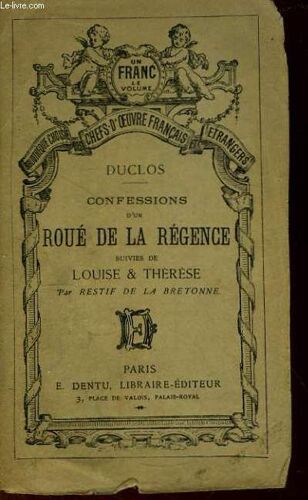 Le-livre.com
UN
FRANC
LE
VOLUME
BIBLIOTHÈQUE CHOISIE
CHEFS D'ŒUVRE FRANÇAIS
ETRANGERS
DUCLOS
CONFESSIONS
D'UN
ROUÉ DE LA RÉGENCE
SUIVIES DE
LOUISE & THÉRÈSE
Par RESTIF DE LA BRETONNE.
ED
PARIS
E. DENTU, LIBRAIRE-ÉDITEUR
3, PLACE DE VALOIS, PALAIS-ROYAL